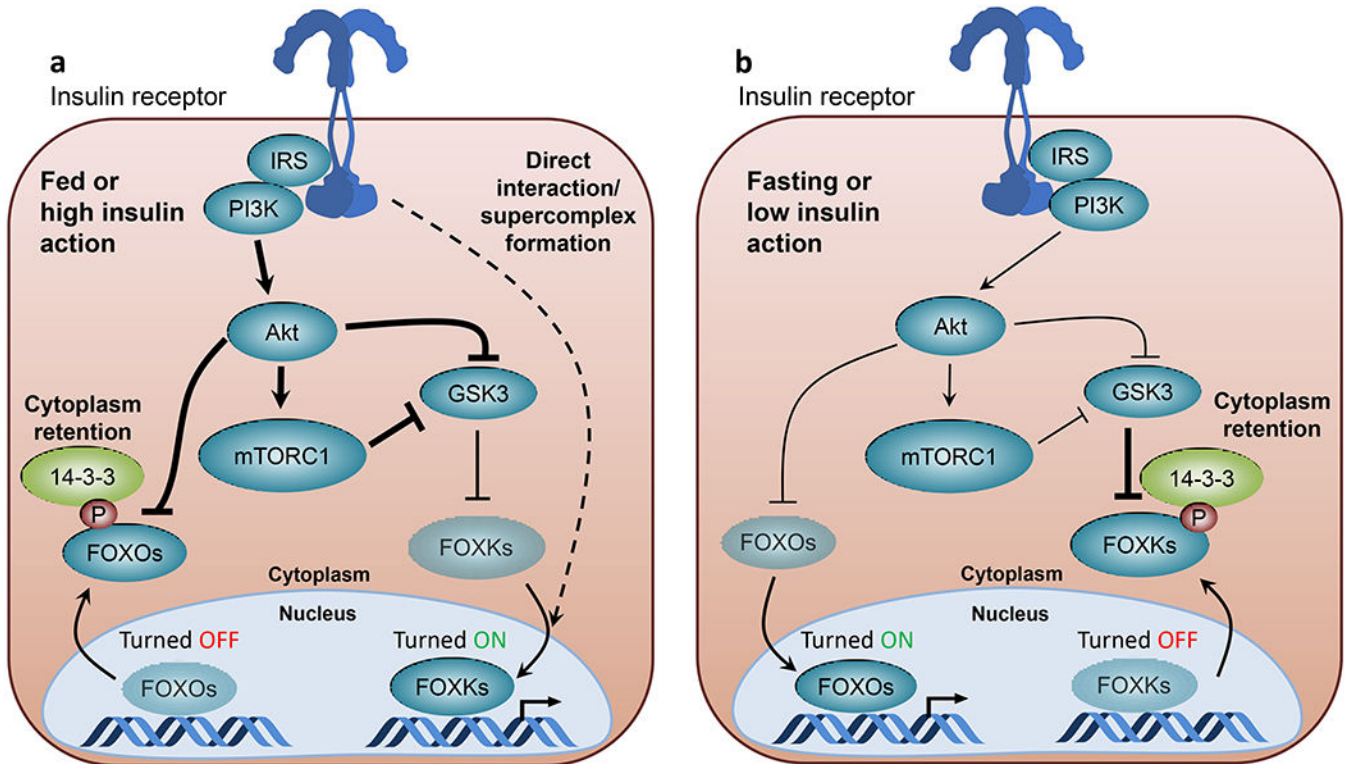 a
Insulin receptor
IRS
PI3K
Fed or
high insulin
action
Direct
interaction/
supercomplex
formation
Akt
GSK3
mTORC1
Cytoplasm
retention
14-3-3
P
FOXOs
FOXKs
Cytoplasm
Nucleus
Turned OFF
FOXOs
Turned ON
FOXKs
b
Insulin receptor
IRS
PI3K
Fasting or
low insulin
action
Akt
GSK3
mTORC1
Cytoplasm
retention
14-3-3
P
FOXOs
FOXKs
Cytoplasm
Nucleus
Turned ON
FOXOs
Turned OFF
FOXKs